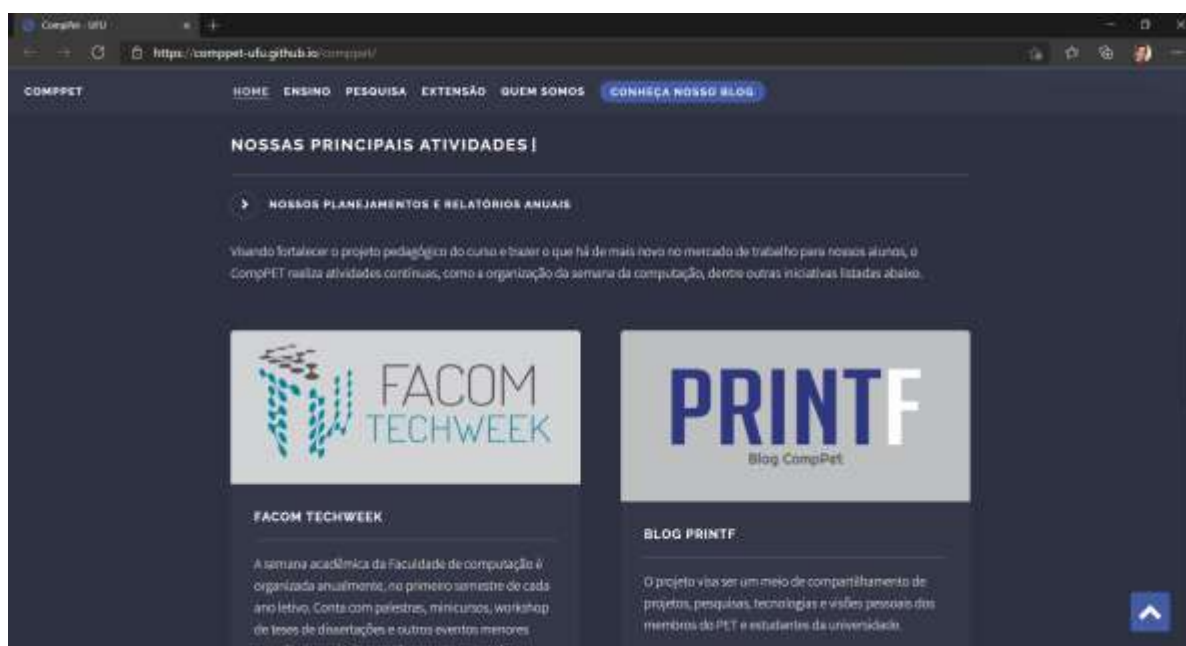 CompPet - UFU
https://comppet-ufu.github.io/comppet/
COMPPET
HOME ENSINO PESQUISA EXTENSÃO QUEM SOMOS CONHEÇA NOSSO BLOG
NOSSAS PRINCIPAIS ATIVIDADES|
NOSSOS PLANEJAMENTOS E RELATÓRIOS ANUAIS
Visando fortalecer o projeto pedagógico do curso e trazer o que há de mais novo no mercado de trabalho para nossos alunos, o
CompPET realiza atividades contínuas, como a organização da semana da computação, dentre outras iniciativas listadas abaixo.
FACOM
TECHWEEK
FACOM TECHWEEK
A semana acadêmica da Faculdade de computação é
organizada anualmente, no primeiro semestre de cada
ano letivo. Conta com palestras, minicursos, workshop
de teses de dissertações e outros eventos menores
PRINTF
Blog CompPet
BLOG PRINTF
O projeto visa ser um meio de compartilhamento de
projetos, pesquisas, tecnologias e visões pessoais dos
membros do PET e estudantes da universidade.